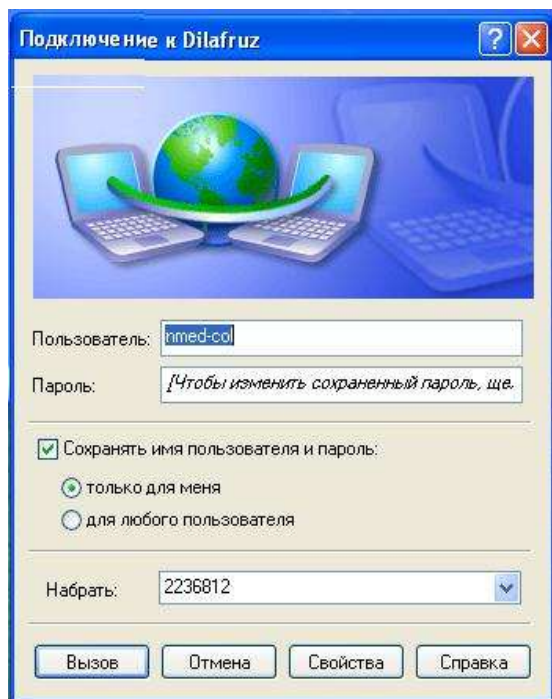 Подключение к Dilafruz
Пользователь: nmed-col
Пароль: [Чтобы изменить сохраненный пароль, ще.
Сохранять имя пользователя и пароль:
только для меня
для любого пользователя
Набрать: 2236812
Вызов Отмена Свойства Справка